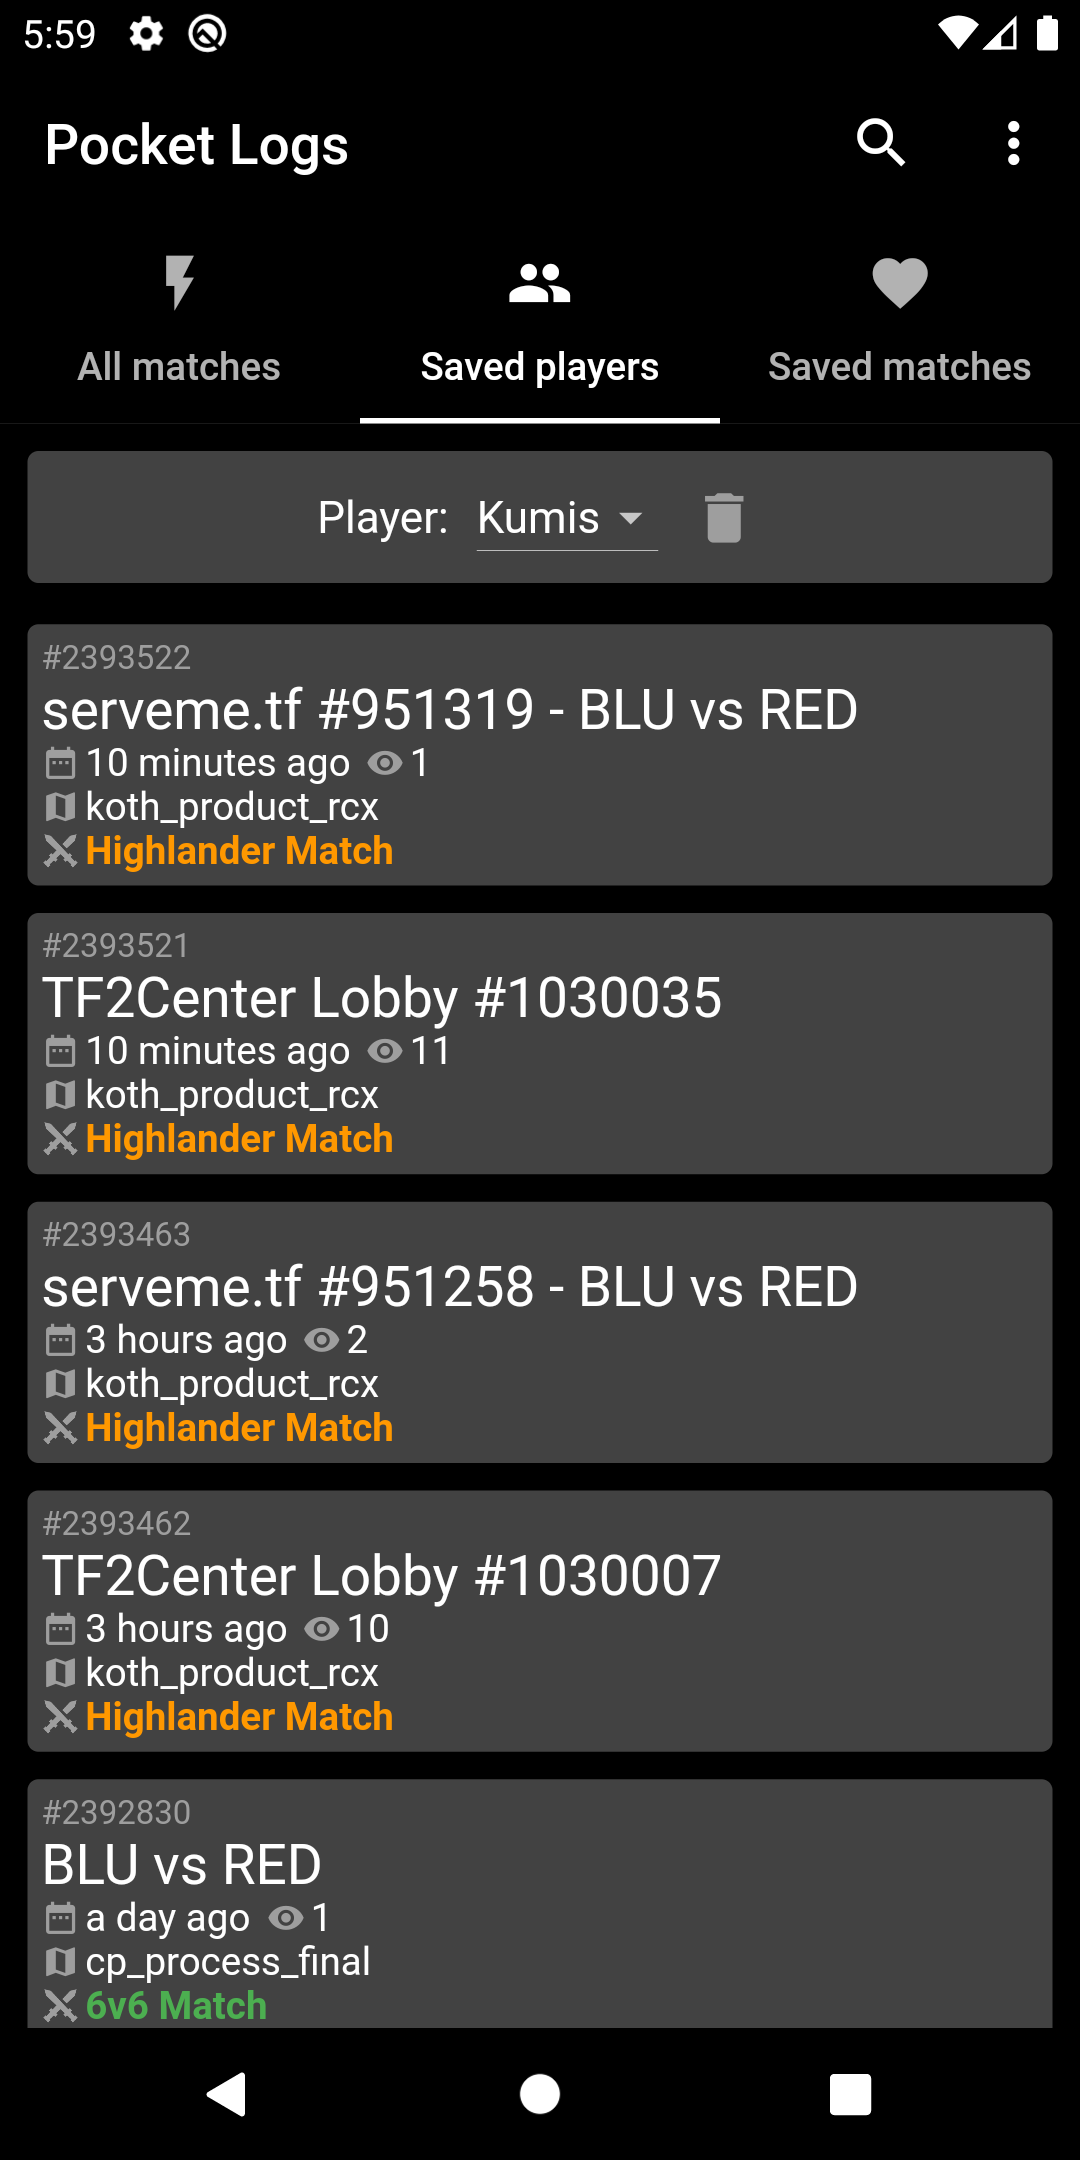 5:59
Pocket Logs
All matches
Saved players
Saved matches
Player: Kumis
#2393522
serveme.tf #951319 - BLU vs RED
10 minutes ago 1
koth_product_rcx
Highlander Match
#2393521
TF2Center Lobby #1030035
10 minutes ago 11
koth_product_rcx
Highlander Match
#2393463
serveme.tf #951258 - BLU vs RED
3 hours ago 2
koth_product_rcx
Highlander Match
#2393462
TF2Center Lobby #1030007
3 hours ago 10
koth_product_rcx
Highlander Match
#2392830
BLU vs RED
a day ago 1
cp_process_final
6v6 Match